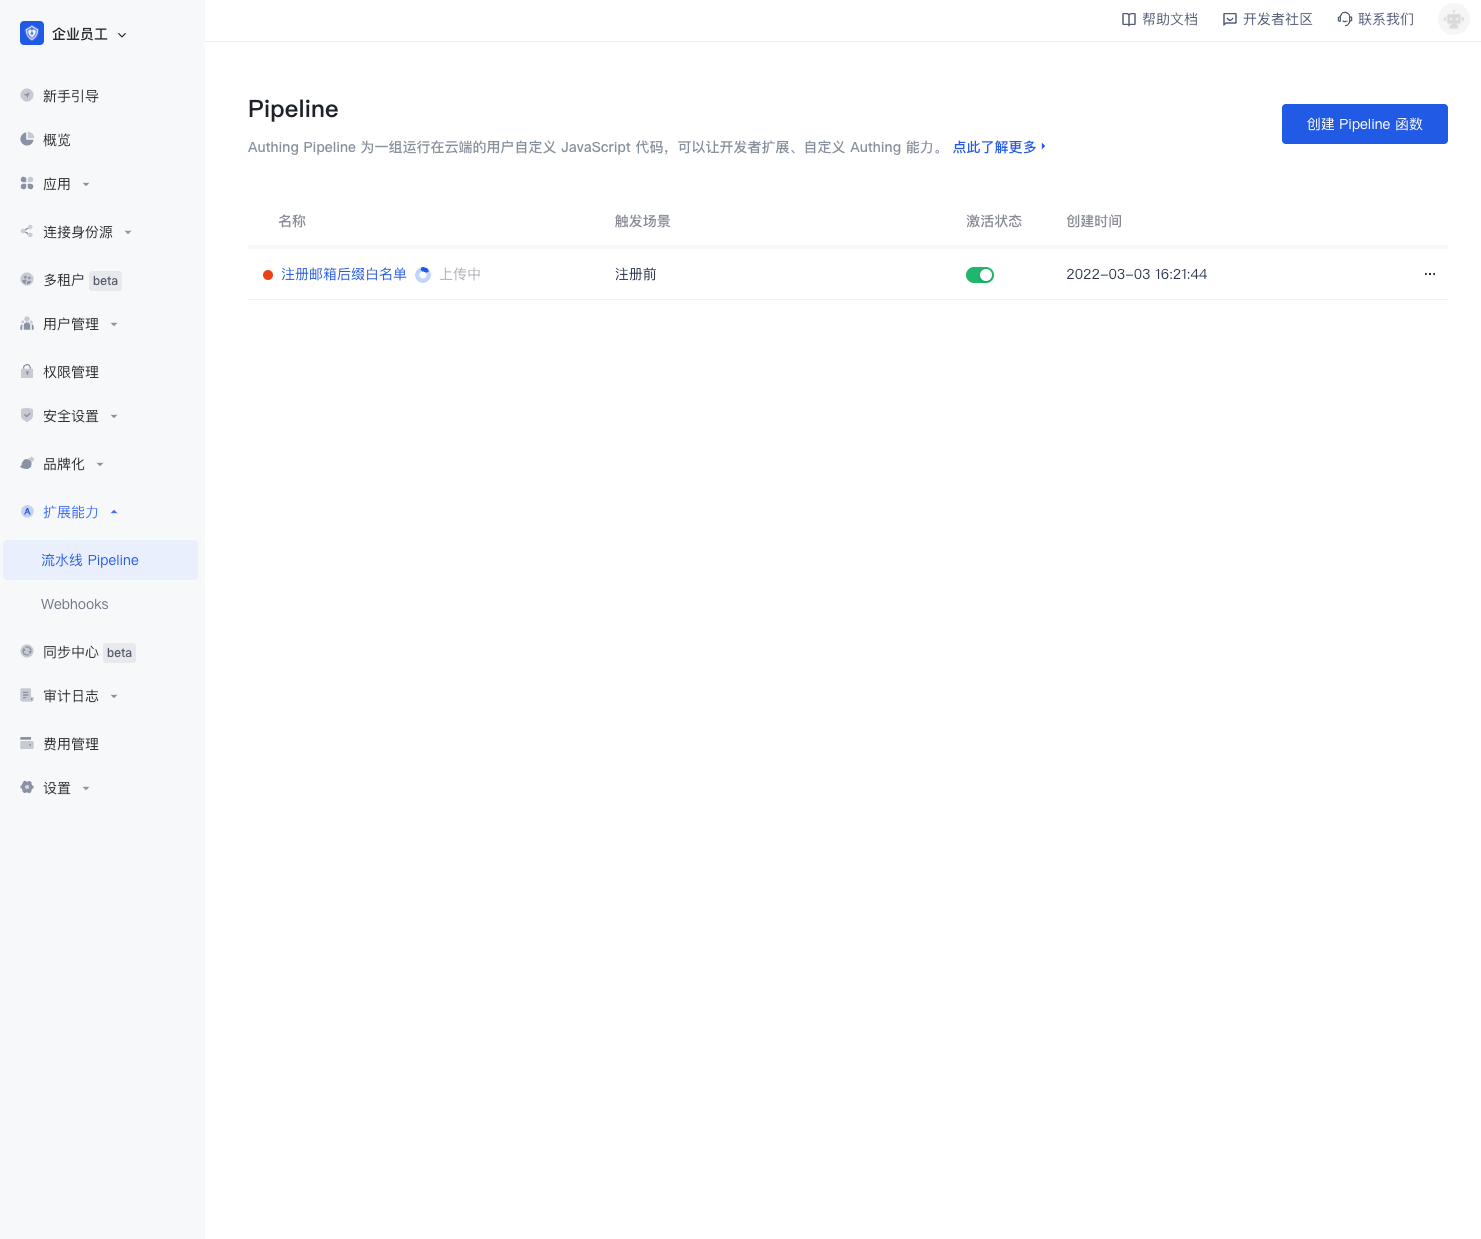 企业员工
帮助文档 开发者社区 联系我们
新手引导
概览
应用
连接身份源
多租户 beta
用户管理
权限管理
安全设置
品牌化
扩展能力
流水线 Pipeline
Webhooks
同步中心 beta
审计日志
费用管理
设置
Pipeline
创建 Pipeline 函数
Authing Pipeline 为一组运行在云端的用户自定义 JavaScript 代码，可以让开发者扩展、自定义 Authing 能力。 点此了解更多
名称 触发场景 激活状态 创建时间
注册邮箱后缀白名单 上传中 注册前 2022-03-03 16:21:44 ···